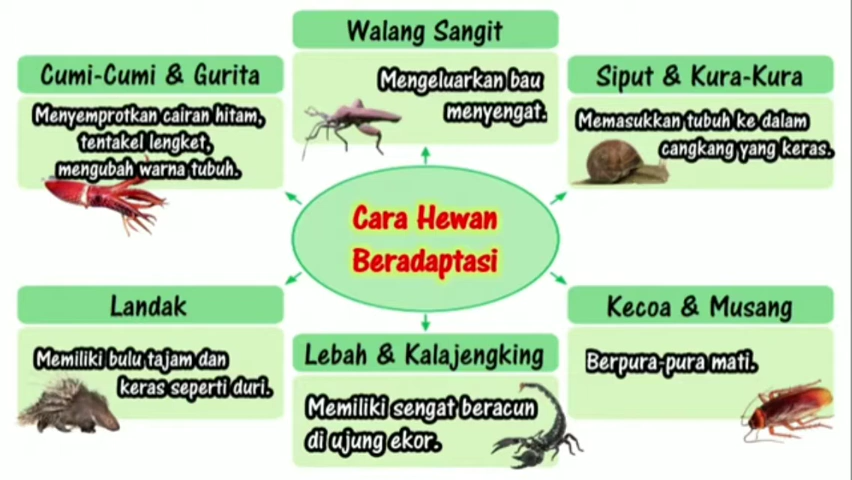 Walang Sangit
Mengeluarkan bau
menyengat.
Cumi-Cumi & Gurita
Menyemprotkan cairan hitam,
tentakel lengket,
mengubah warna tubuh.
Siput & Kura-Kura
Memasukkan tubuh ke dalam
cangkang yang keras.
Cara Hewan
Beradaptasi
Landak
Memiliki bulu tajam dan
keras seperti duri.
Lebah & Kalajengking
Memiliki sengat beracun
di ujung ekor.
Kecoa & Musang
Berpura-pura mati.